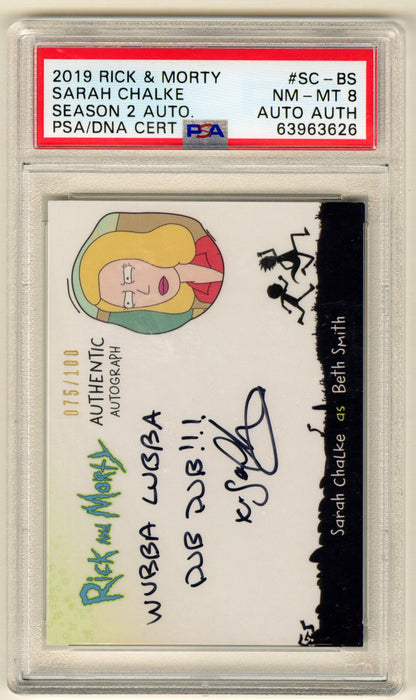 2019 RICK & MORTY #SC-BS
SARAH CHALKE NM-MT 8
SEASON 2 AUTO. AUTO AUTH
PSA/DNA CERT PSA 63963626
075/100
AUTHENTIC
AUTOGRAPH
RICK AND MORTY
WUBBA LUBBA
DUB DUB!!!
Sarah Chalke as Beth Smith